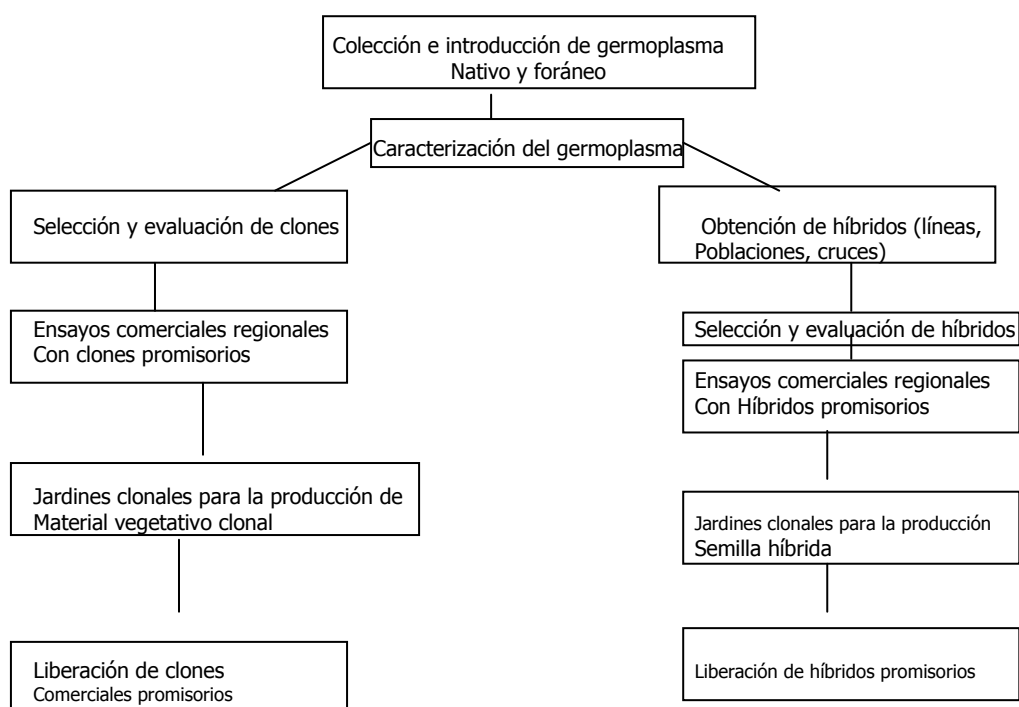 Colección e introducción de germoplasma
Nativo y foráneo
Caracterización del germoplasma
Selección y evaluación de clones
Obtención de híbridos (líneas,
Poblaciones, cruces)
Ensayos comerciales regionales
Con clones promisorios
Selección y evaluación de híbridos
Ensayos comerciales regionales
Con Híbridos promisorios
Jardines clonales para la producción de
Material vegetativo clonal
Jardines clonales para la producción
Semilla híbrida
Liberación de clones
Comerciales promisorios
Liberación de híbridos promisorios